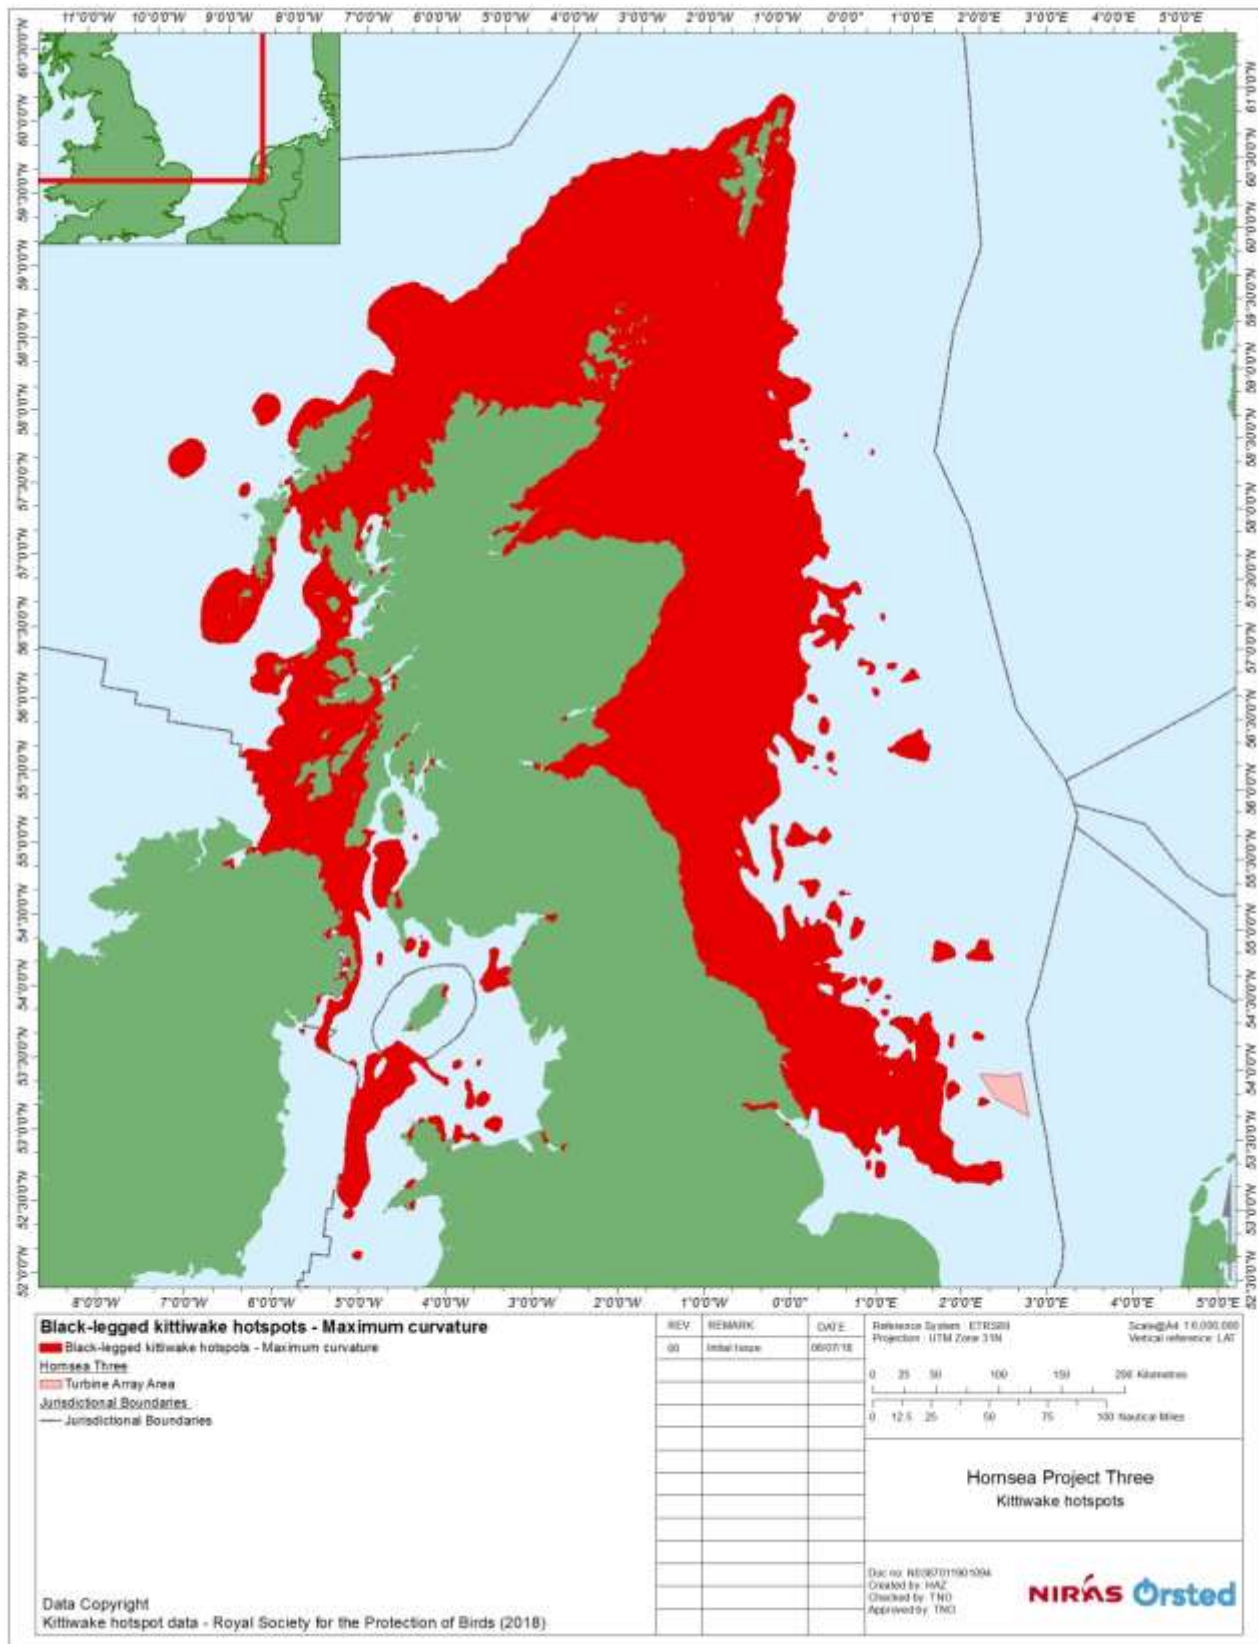 11°0'0"W 10°0'0"W 9°0'0"W 8°0'0"W 7°0'0"W 6°0'0"W 5°0'0"W 4°0'0"W 3°0'0"W 2°0'0"W 1°0'0"W 0°0'0" 1°0'0"E 2°0'0"E 3°0'0"E 4°0'0"E 5°0'0"E
8°0'0"W 7°0'0"W 6°0'0"W 5°0'0"W 4°0'0"W 3°0'0"W 2°0'0"W 1°0'0"W 0°0'0" 1°0'0"E 2°0'0"E 3°0'0"E 4°0'0"E 5°0'0"E
Black-legged kittiwake hotspots - Maximum curvature
Black-legged kittiwake hotspots - Maximum curvature
Hornsea Three
Turbine Array Area
Jurisdictional Boundaries
Jurisdictional Boundaries
Data Copyright
Kittiwake hotspot data - Royal Society for the Protection of Birds (2018)
REV REMARK DATE
00 Initial Issue
Reference System : ETRS89
Projection : UTM Zone 31N
Vertical reference: LAT
0 25 50 100 150 200 Kilometres
0 12.5 25 50 75 100 Nautical Miles
Hornsea Project Three
Kittiwake hotspots
Created by: HAZ
Checked by: TNO
Approved by: TNO
NIRAS Orsted